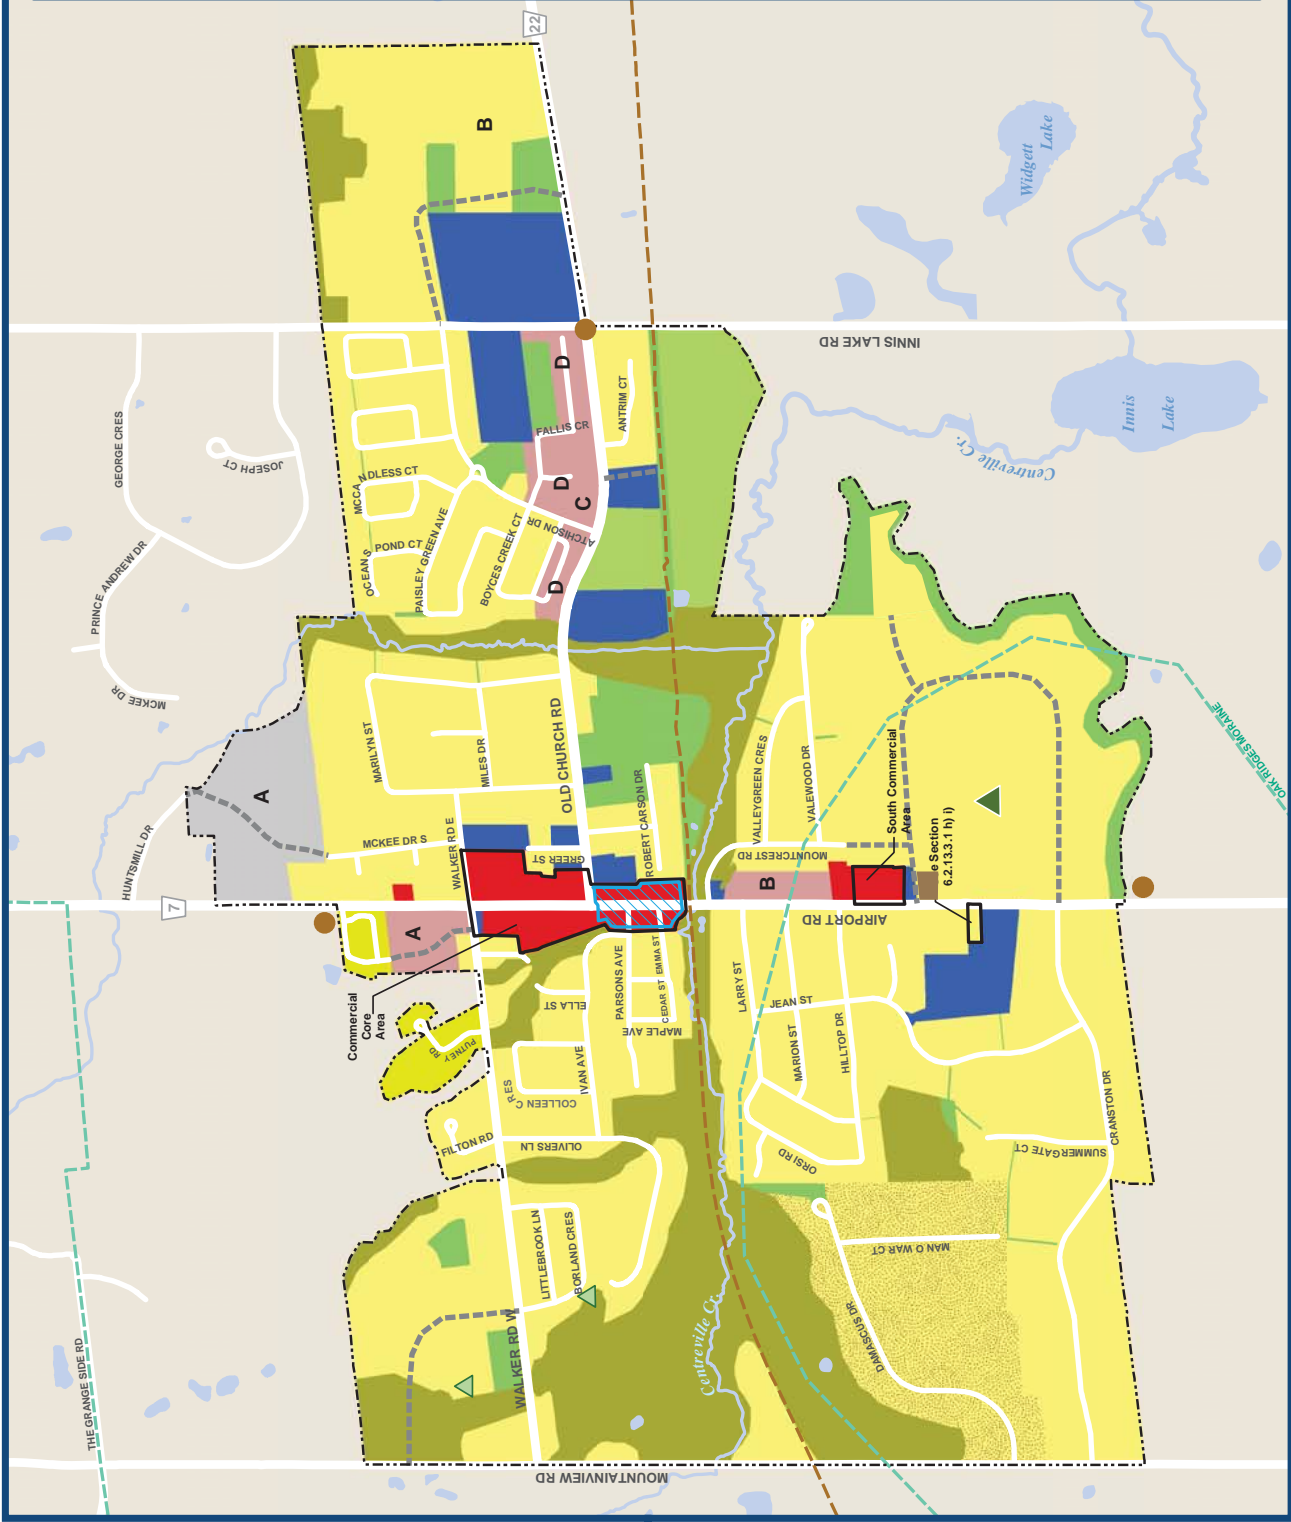 22
B
Widgett
Lake
INNIS LAKE RD
GEORGE CRES
JOSEPH CT
D
FALLIS CR
ANTRIM CT
Innis
Lake
Centreville Cr.
MCCA
NDLESS CT
D
C
ATCHISON DR
PRINCE ANDREW DR
OCEANS
POND CT
PAISLEY GREEN AVE
BOYCES CREEK CT
D
MCKEE DR
OAK RIDGES MORAINE
MARILYN ST
MILES DR
OLD CHURCH RD
VALLEYGREEN CRES
VALEWOOD DR
South Commercial
Area
A
HUNTSMILL DR
MCKEE DR S
WALKER RD E
GREER ST
ROBERT CARSON DR
MOUNTCREST RD
e Section
6.2.13.3.1 h) i)
B
7
A
AIRPORT RD
Commercial
Core
Area
PARSONS AVE
EMMA ST
CEDAR ST
ELLA ST
MAPLE AVE
LARRY ST
JEAN ST
PUTNEY RD
IVAN AVE
MARION ST
HILLTOP DR
COLLEEN C
RES
FILTON RD
OLIVERS LN
ORSI RD
CRANSTON DR
SUMMERGATE CT
LITTLEBROOK LN
BORLAND CRES
MAN O WAR CT
WALKER RD W
Centreville Cr.
DAMASCUS DR
THE GRANGE SIDE RD
MOUNTAINVIEW RD